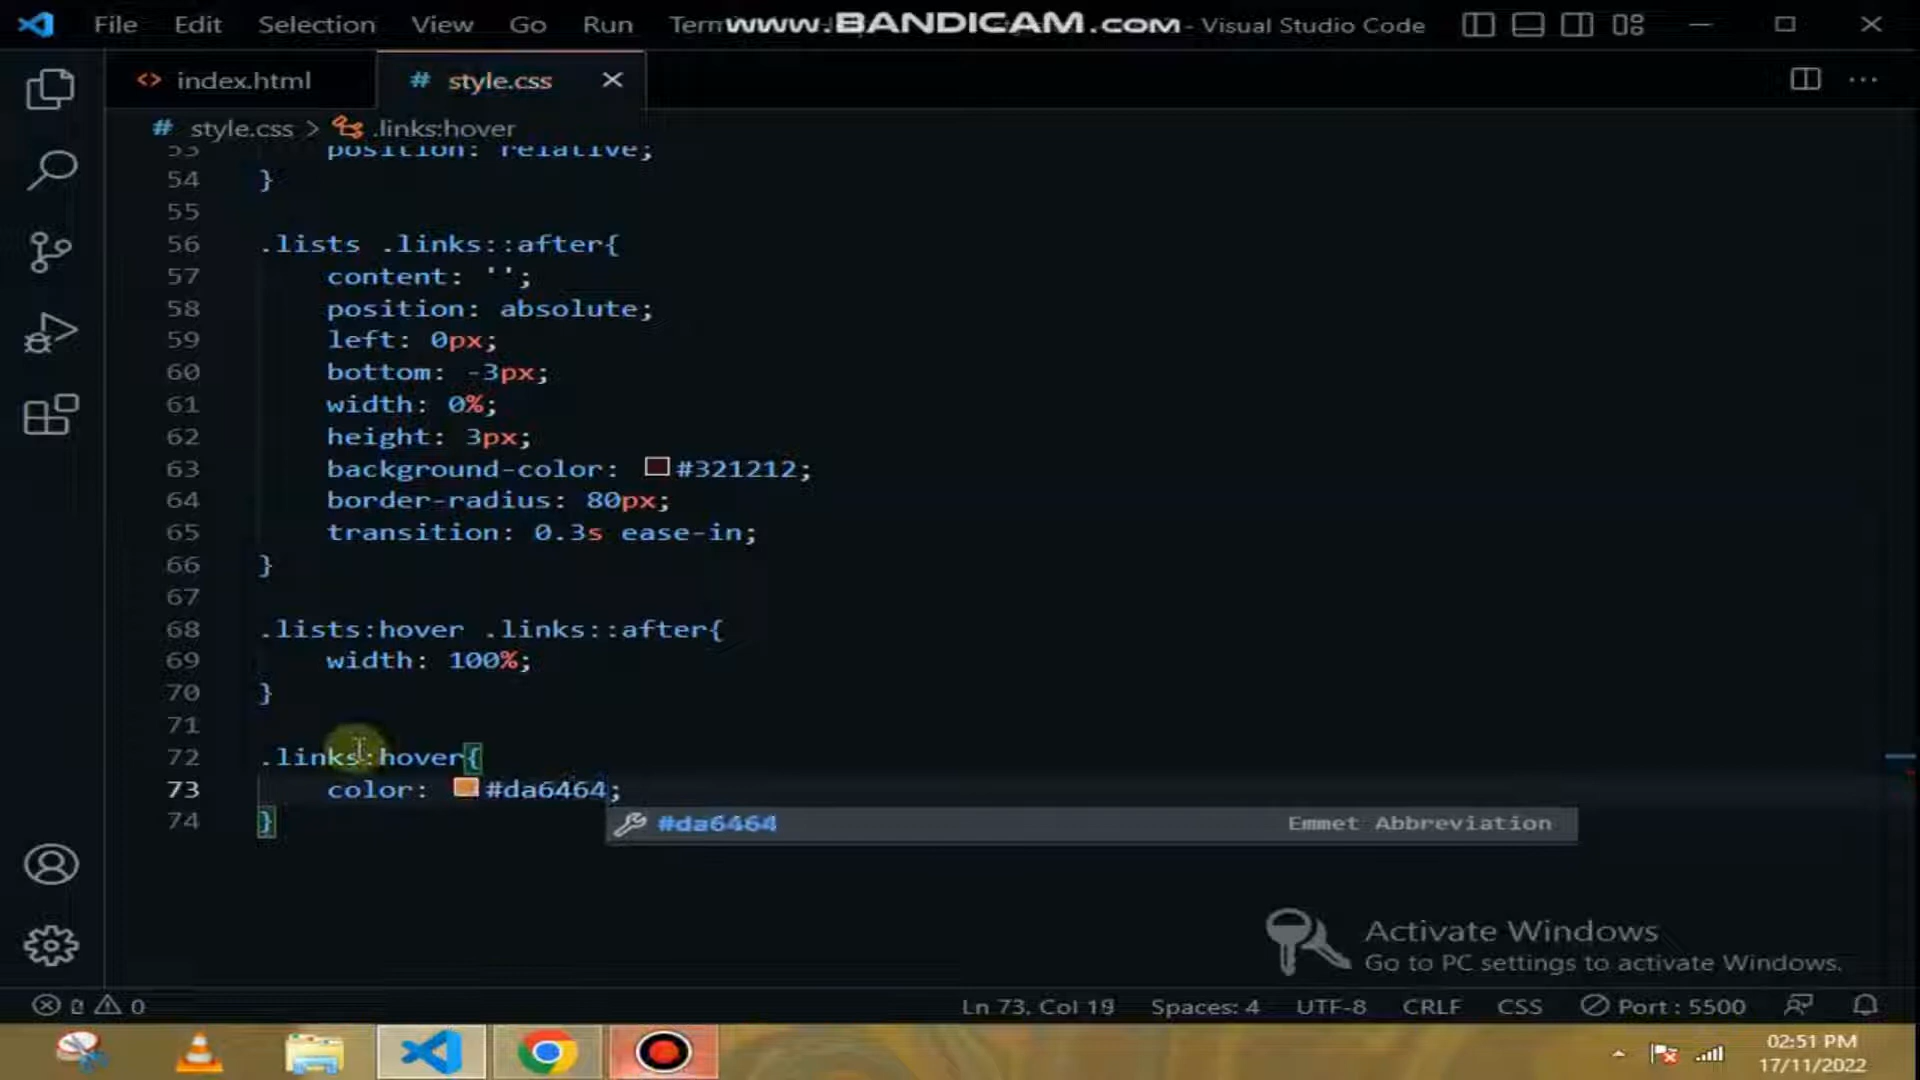 File Edit Selection View Go Run Term www.BANDICAM.com - Visual Studio Code
<> index.html # style.css ×
# style.css > .links:hover
53 position: relative;
54 }
55
56 .lists .links::after{
57 content: '';
58 position: absolute;
59 left: 0px;
60 bottom: -3px;
61 width: 0%;
62 height: 3px;
63 background-color: #321212;
64 border-radius: 80px;
65 transition: 0.3s ease-in;
66 }
67
68 .lists:hover .links::after{
69 width: 100%;
70 }
71
72 .links:hover{
73 color: #da6464;
74 }
#da6464 Emmet Abbreviation
Activate Windows
Go to PC settings to activate Windows.
0 Ln 73, Col 19 Spaces: 4 UTF-8 CRLF CSS Port : 5500
02:51 PM
17/11/2022